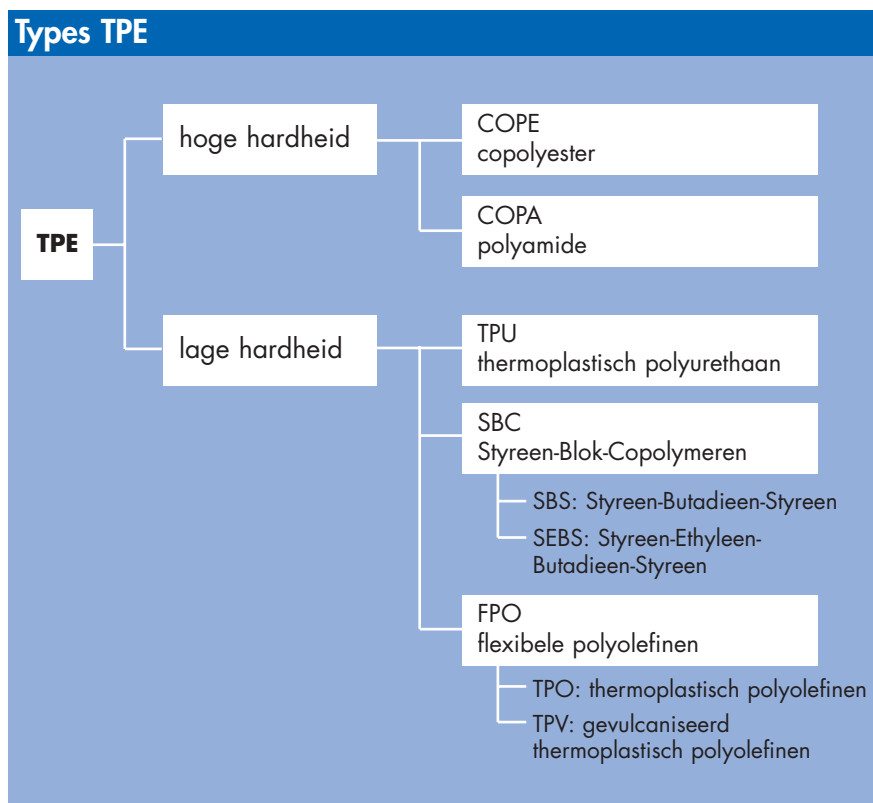 Types TPE
TPE
hoge hardheid
COPE
copolyester
COPA
polyamide
lage hardheid
TPU
thermoplastisch polyurethaan
SBC
Styreen-Blok-Copolymeren
SBS: Styreen-Butadieen-Styreen
SEBS: Styreen-Ethyleen-
Butadieen-Styreen
FPO
flexibele polyolefinen
TPO: thermoplastisch polyolefinen
TPV: gevulcaniseerd
thermoplastisch polyolefinen